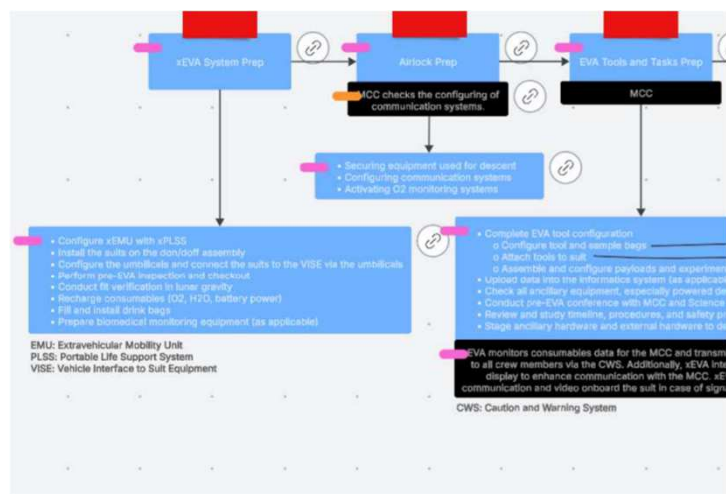 xEVA System Prep
Airlock Prep
EVA Tools and Tasks Prep
MCC checks the configuring of
communication systems.
MCC
• Securing equipment used for descent
• Configuring communication systems
• Activating O2 monitoring systems
• Configure xEMU with xPLSS
• Install the suits on the don/doff assembly
• Configure the umbilicals and connect the suits to the VISE via the umbilicals
• Perform pre-EVA inspection and checkout
• Conduct fit verification in lunar gravity
• Recharge consumables (O2, H2O, battery power)
• Fill and install drink bags
• Prepare biomedical monitoring equipment (as applicable)
EMU: Extravehicular Mobility Unit
PLSS: Portable Life Support System
VISE: Vehicle Interface to Suit Equipment
• Complete EVA tool configuration
o Configure tool and sample bags
o Attach tools to suit
o Assemble and configure payloads and experimen
• Upload data into the informatics system (as applicabl
• Check all ancillary equipment, especially powered de
• Conduct pre-EVA conference with MCC and Science
• Review and study timeline, procedures, and safety pr
• Stage ancillary hardware and external hardware to de
EVA monitors consumables data for the MCC and transm
to all crew members via the CWS. Additionally, xEVA inte
display to enhance communication with the MCC. xE
communication and video onboard the suit in case of signa
CWS: Caution and Warning System